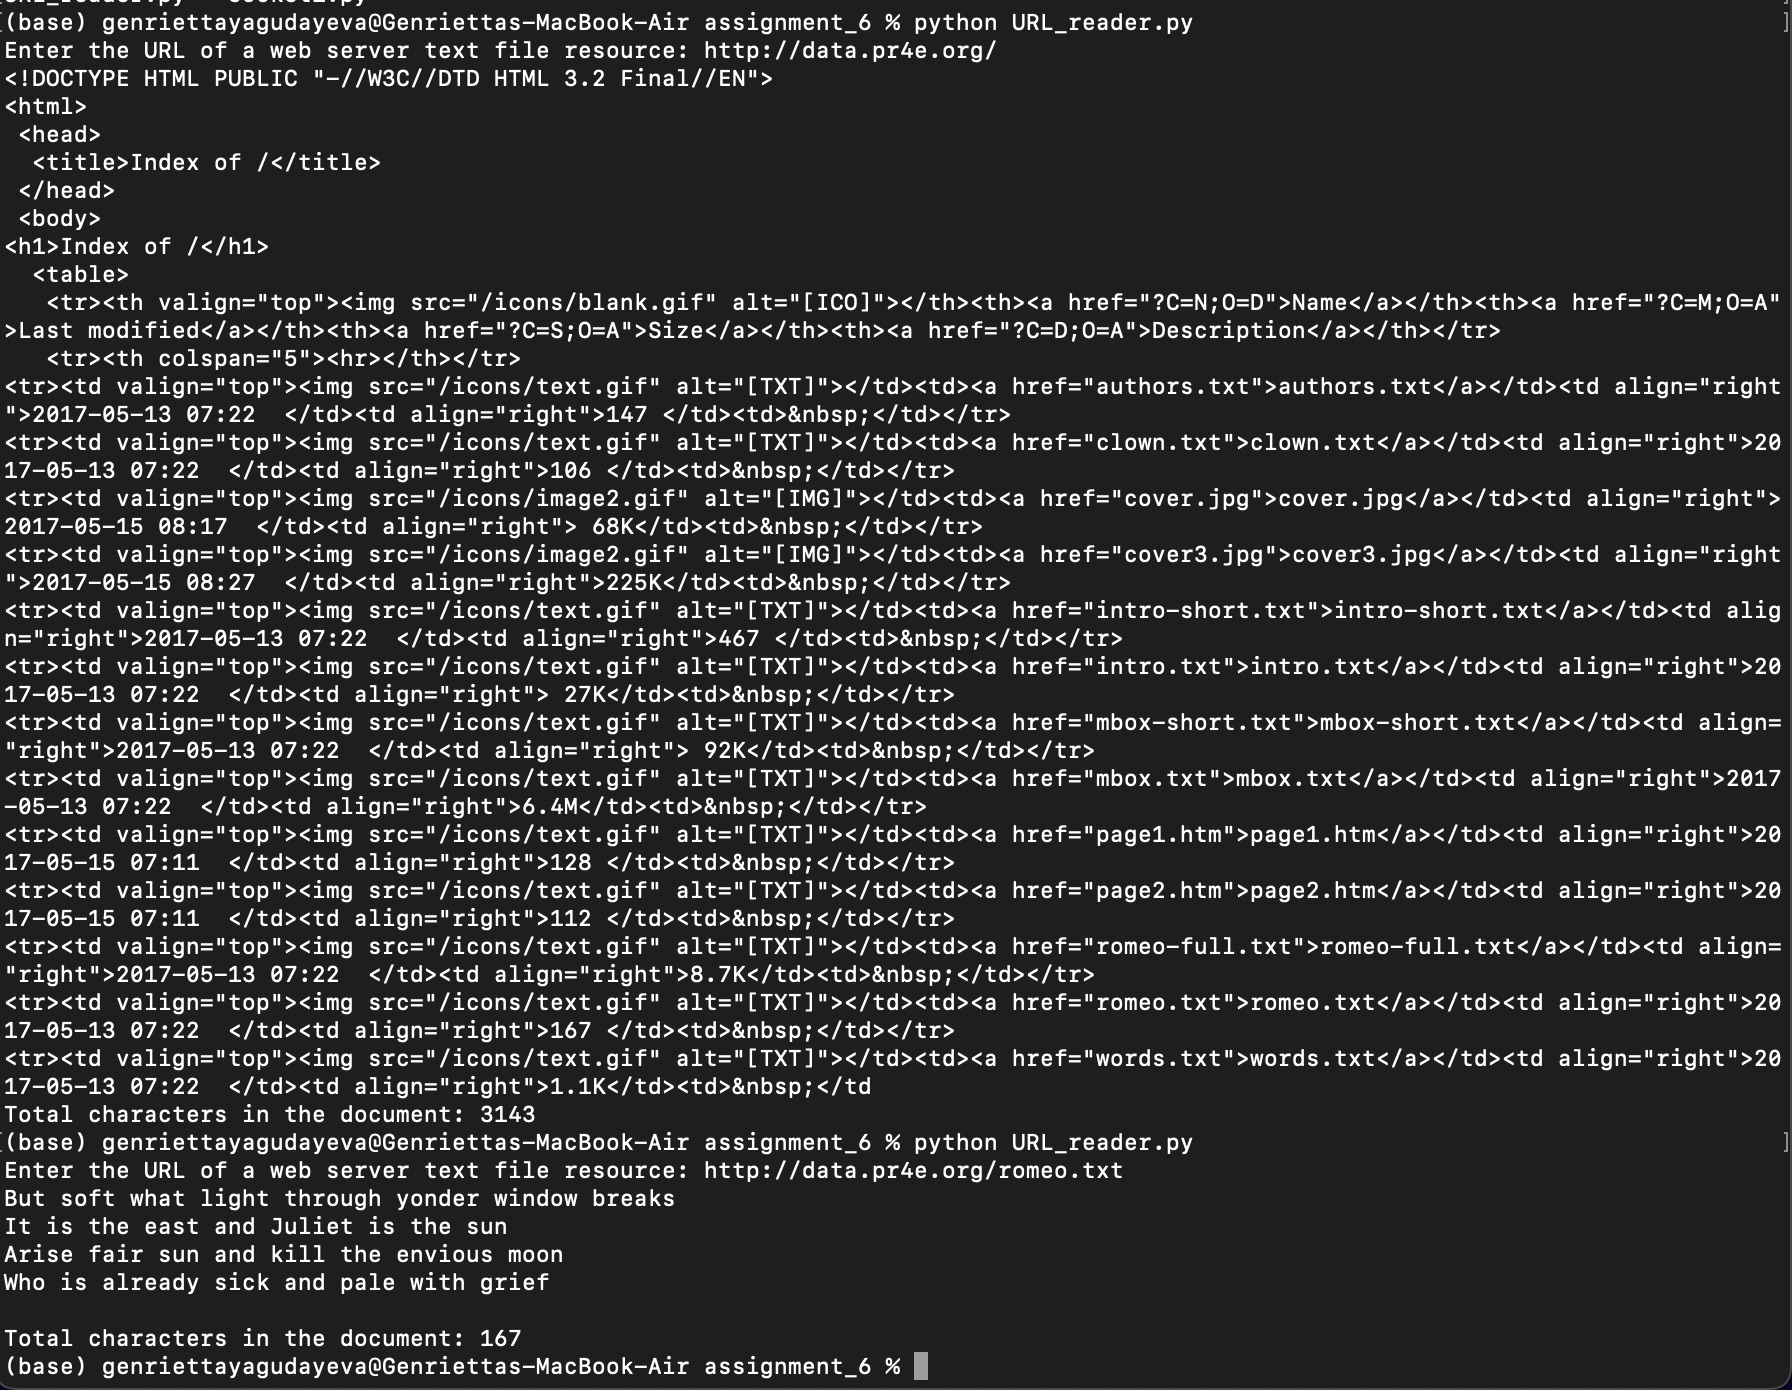 (base) genriettayagudayeva@Genriettas-MacBook-Air assignment_6 % python URL_reader.py
Enter the URL of a web server text file resource: http://data.pr4e.org/
<!DOCTYPE HTML PUBLIC "-//W3C//DTD HTML 3.2 Final//EN">
<html>
 <head>
  <title>Index of /</title>
 </head>
 <body>
<h1>Index of /</h1>
  <table>
   <tr><th valign="top"><img src="/icons/blank.gif" alt="[ICO]"></th><th><a href="?C=N;O=D">Name</a></th><th><a href="?C=M;O=A"
>Last modified</a></th><th><a href="?C=S;O=A">Size</a></th><th><a href="?C=D;O=A">Description</a></th></tr>
   <tr><th colspan="5"><hr></th></tr>
<tr><td valign="top"><img src="/icons/text.gif" alt="[TXT]"></td><td><a href="authors.txt">authors.txt</a></td><td align="right
">2017-05-13 07:22  </td><td align="right">147 </td><td>&nbsp;</td></tr>
<tr><td valign="top"><img src="/icons/text.gif" alt="[TXT]"></td><td><a href="clown.txt">clown.txt</a></td><td align="right">20
17-05-13 07:22  </td><td align="right">106 </td><td>&nbsp;</td></tr>
<tr><td valign="top"><img src="/icons/image2.gif" alt="[IMG]"></td><td><a href="cover.jpg">cover.jpg</a></td><td align="right">
2017-05-15 08:17  </td><td align="right"> 68K</td><td>&nbsp;</td></tr>
<tr><td valign="top"><img src="/icons/image2.gif" alt="[IMG]"></td><td><a href="cover3.jpg">cover3.jpg</a></td><td align="right
">2017-05-15 08:27  </td><td align="right">225K</td><td>&nbsp;</td></tr>
<tr><td valign="top"><img src="/icons/text.gif" alt="[TXT]"></td><td><a href="intro-short.txt">intro-short.txt</a></td><td alig
n="right">2017-05-13 07:22  </td><td align="right">467 </td><td>&nbsp;</td></tr>
<tr><td valign="top"><img src="/icons/text.gif" alt="[TXT]"></td><td><a href="intro.txt">intro.txt</a></td><td align="right">20
17-05-13 07:22  </td><td align="right"> 27K</td><td>&nbsp;</td></tr>
<tr><td valign="top"><img src="/icons/text.gif" alt="[TXT]"></td><td><a href="mbox-short.txt">mbox-short.txt</a></td><td align=
"right">2017-05-13 07:22  </td><td align="right"> 92K</td><td>&nbsp;</td></tr>
<tr><td valign="top"><img src="/icons/text.gif" alt="[TXT]"></td><td><a href="mbox.txt">mbox.txt</a></td><td align="right">2017
-05-13 07:22  </td><td align="right">6.4M</td><td>&nbsp;</td></tr>
<tr><td valign="top"><img src="/icons/text.gif" alt="[TXT]"></td><td><a href="page1.htm">page1.htm</a></td><td align="right">20
17-05-15 07:11  </td><td align="right">128 </td><td>&nbsp;</td></tr>
<tr><td valign="top"><img src="/icons/text.gif" alt="[TXT]"></td><td><a href="page2.htm">page2.htm</a></td><td align="right">20
17-05-15 07:11  </td><td align="right">112 </td><td>&nbsp;</td></tr>
<tr><td valign="top"><img src="/icons/text.gif" alt="[TXT]"></td><td><a href="romeo-full.txt">romeo-full.txt</a></td><td align=
"right">2017-05-13 07:22  </td><td align="right">8.7K</td><td>&nbsp;</td></tr>
<tr><td valign="top"><img src="/icons/text.gif" alt="[TXT]"></td><td><a href="romeo.txt">romeo.txt</a></td><td align="right">20
17-05-13 07:22  </td><td align="right">167 </td><td>&nbsp;</td></tr>
<tr><td valign="top"><img src="/icons/text.gif" alt="[TXT]"></td><td><a href="words.txt">words.txt</a></td><td align="right">20
17-05-13 07:22  </td><td align="right">1.1K</td><td>&nbsp;</td
Total characters in the document: 3143
(base) genriettayagudayeva@Genriettas-MacBook-Air assignment_6 % python URL_reader.py
Enter the URL of a web server text file resource: http://data.pr4e.org/romeo.txt
But soft what light through yonder window breaks
It is the east and Juliet is the sun
Arise fair sun and kill the envious moon
Who is already sick and pale with grief
Total characters in the document: 167
(base) genriettayagudayeva@Genriettas-MacBook-Air assignment_6 %